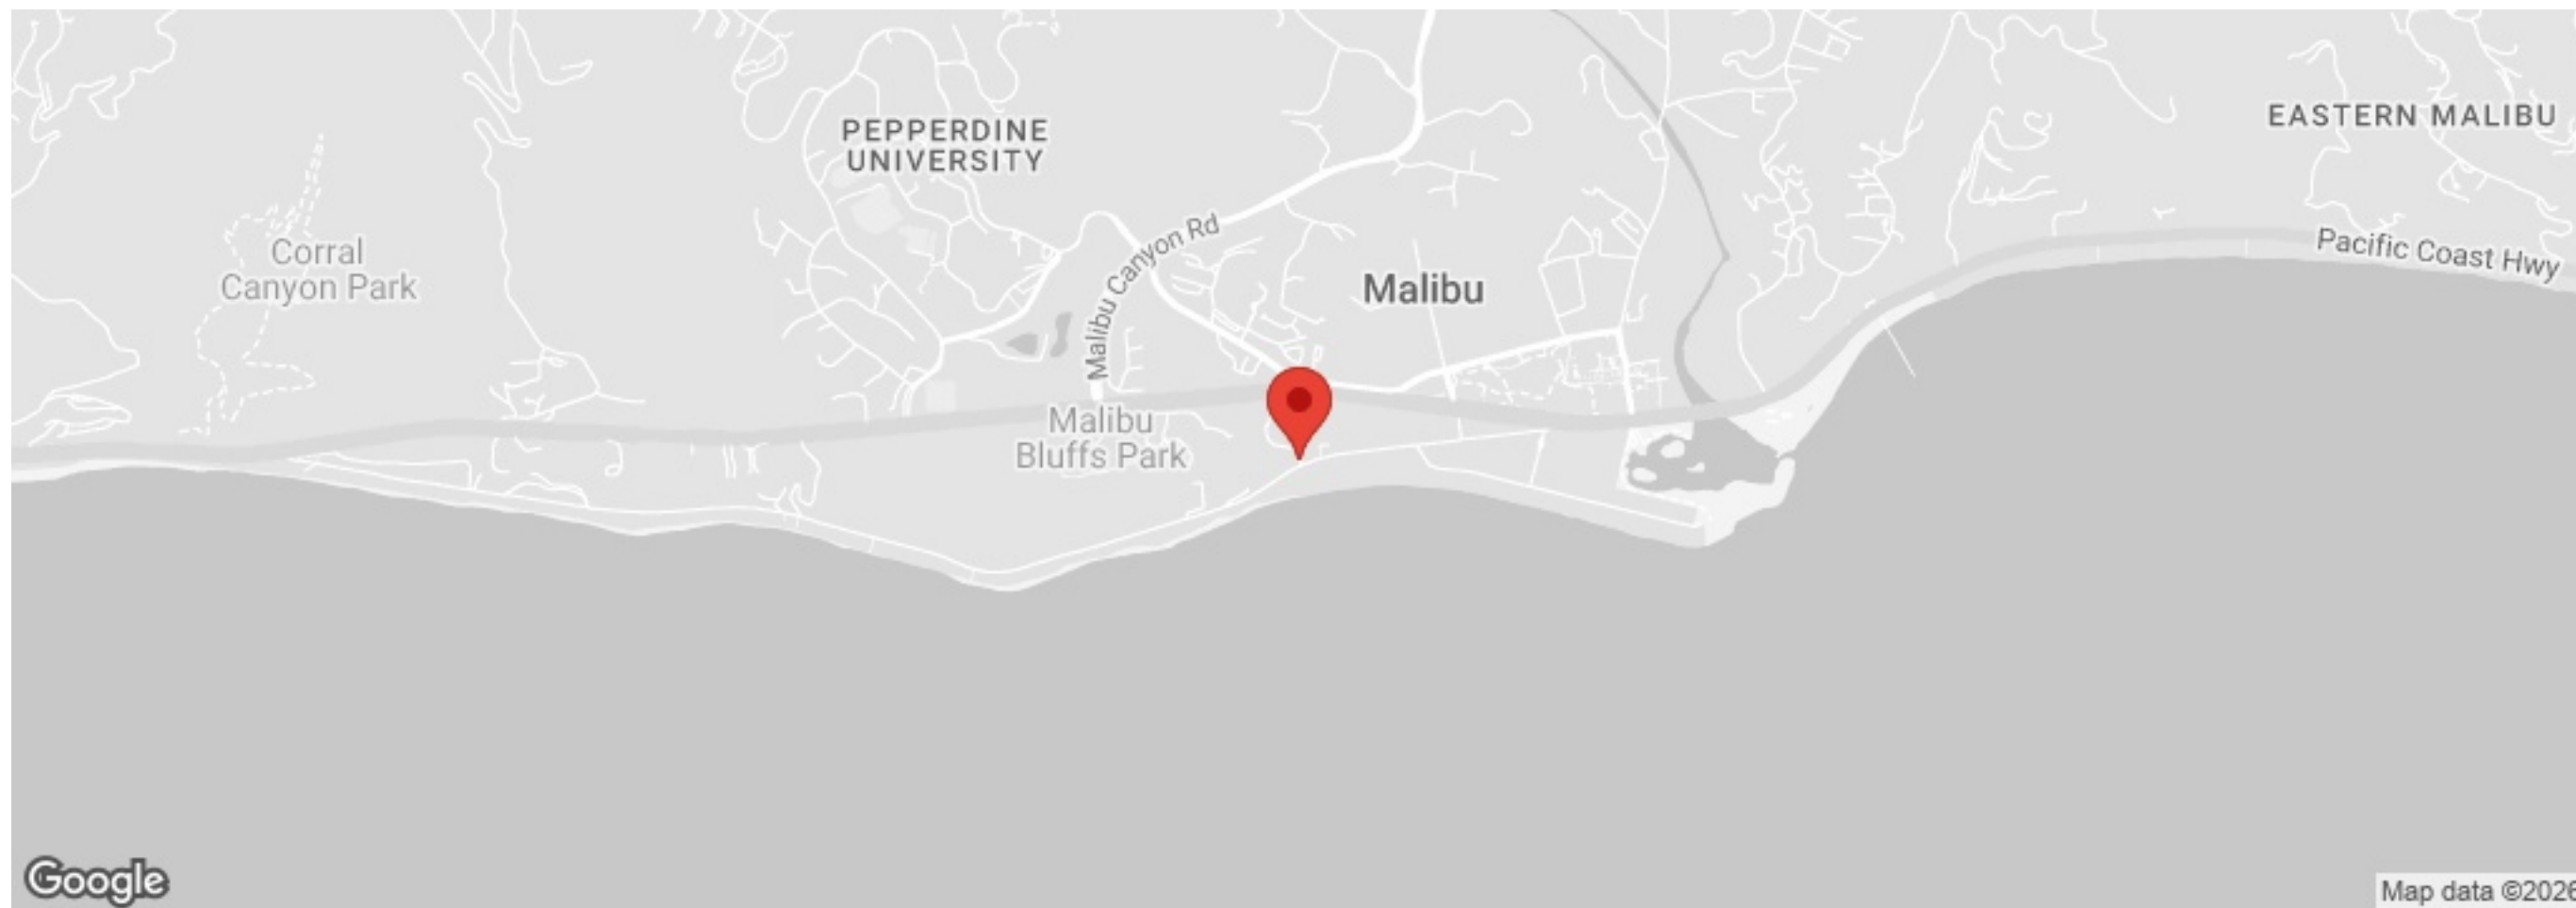 PEPPERDINE
UNIVERSITY
EASTERN MALIBU
Malibu Canyon Rd
Corral
Canyon Park
Pacific Coast Hwy
Malibu
Malibu
Bluffs Park
Google
Map data ©2026